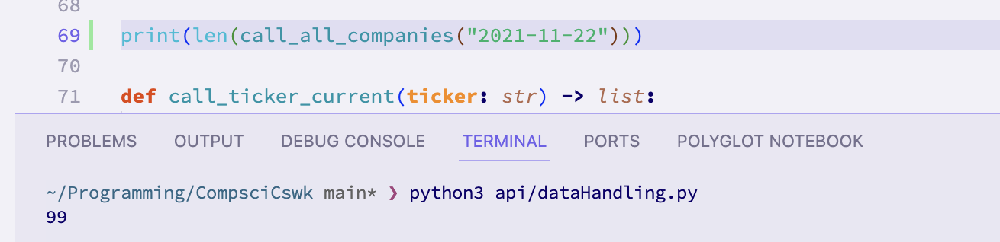 68
69 print(len(call_all_companies("2021-11-22")))
70
71 def call_ticker_current(ticker: str) -> list:
PROBLEMS OUTPUT DEBUG CONSOLE TERMINAL PORTS POLYGLOT NOTEBOOK
~/Programming/CompsciCswk main* ❯ python3 api/dataHandling.py
99